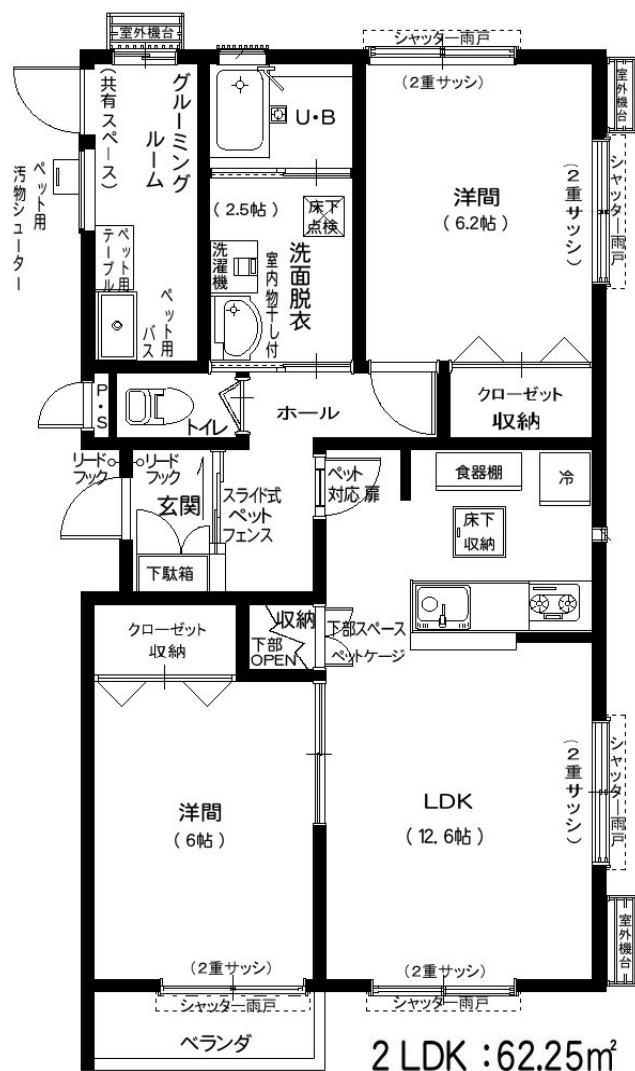 室外機台
シャッター雨戸
(2重サッシ)
室外機台
グルーミング
ルーム
(共有スペース)
U・B
ペット用
汚物シューター
洋間
(6.2帖)
(2重サッシ)
シャッター雨戸
(2.5帖)
床下
点検
洗面脱衣
室内物干し付
洗濯機
ペット用
テーブル
ペット用
バス
P・S
トイレ
ホール
クローゼット
収納
リード
フック
リード
フック
玄関
スライド式
ペット
フェンス
ペット
対応扉
食器棚
冷
床下
収納
下駄箱
クローゼット
収納
収納
下部
OPEN
下部スペース
ペットケージ
洋間
(6帖)
LDK
(12.6帖)
(2重サッシ)
シャッター雨戸
室外機台
(2重サッシ)
シャッター雨戸
(2重サッシ)
シャッター雨戸
ベランダ
2 LDK :62.25㎡